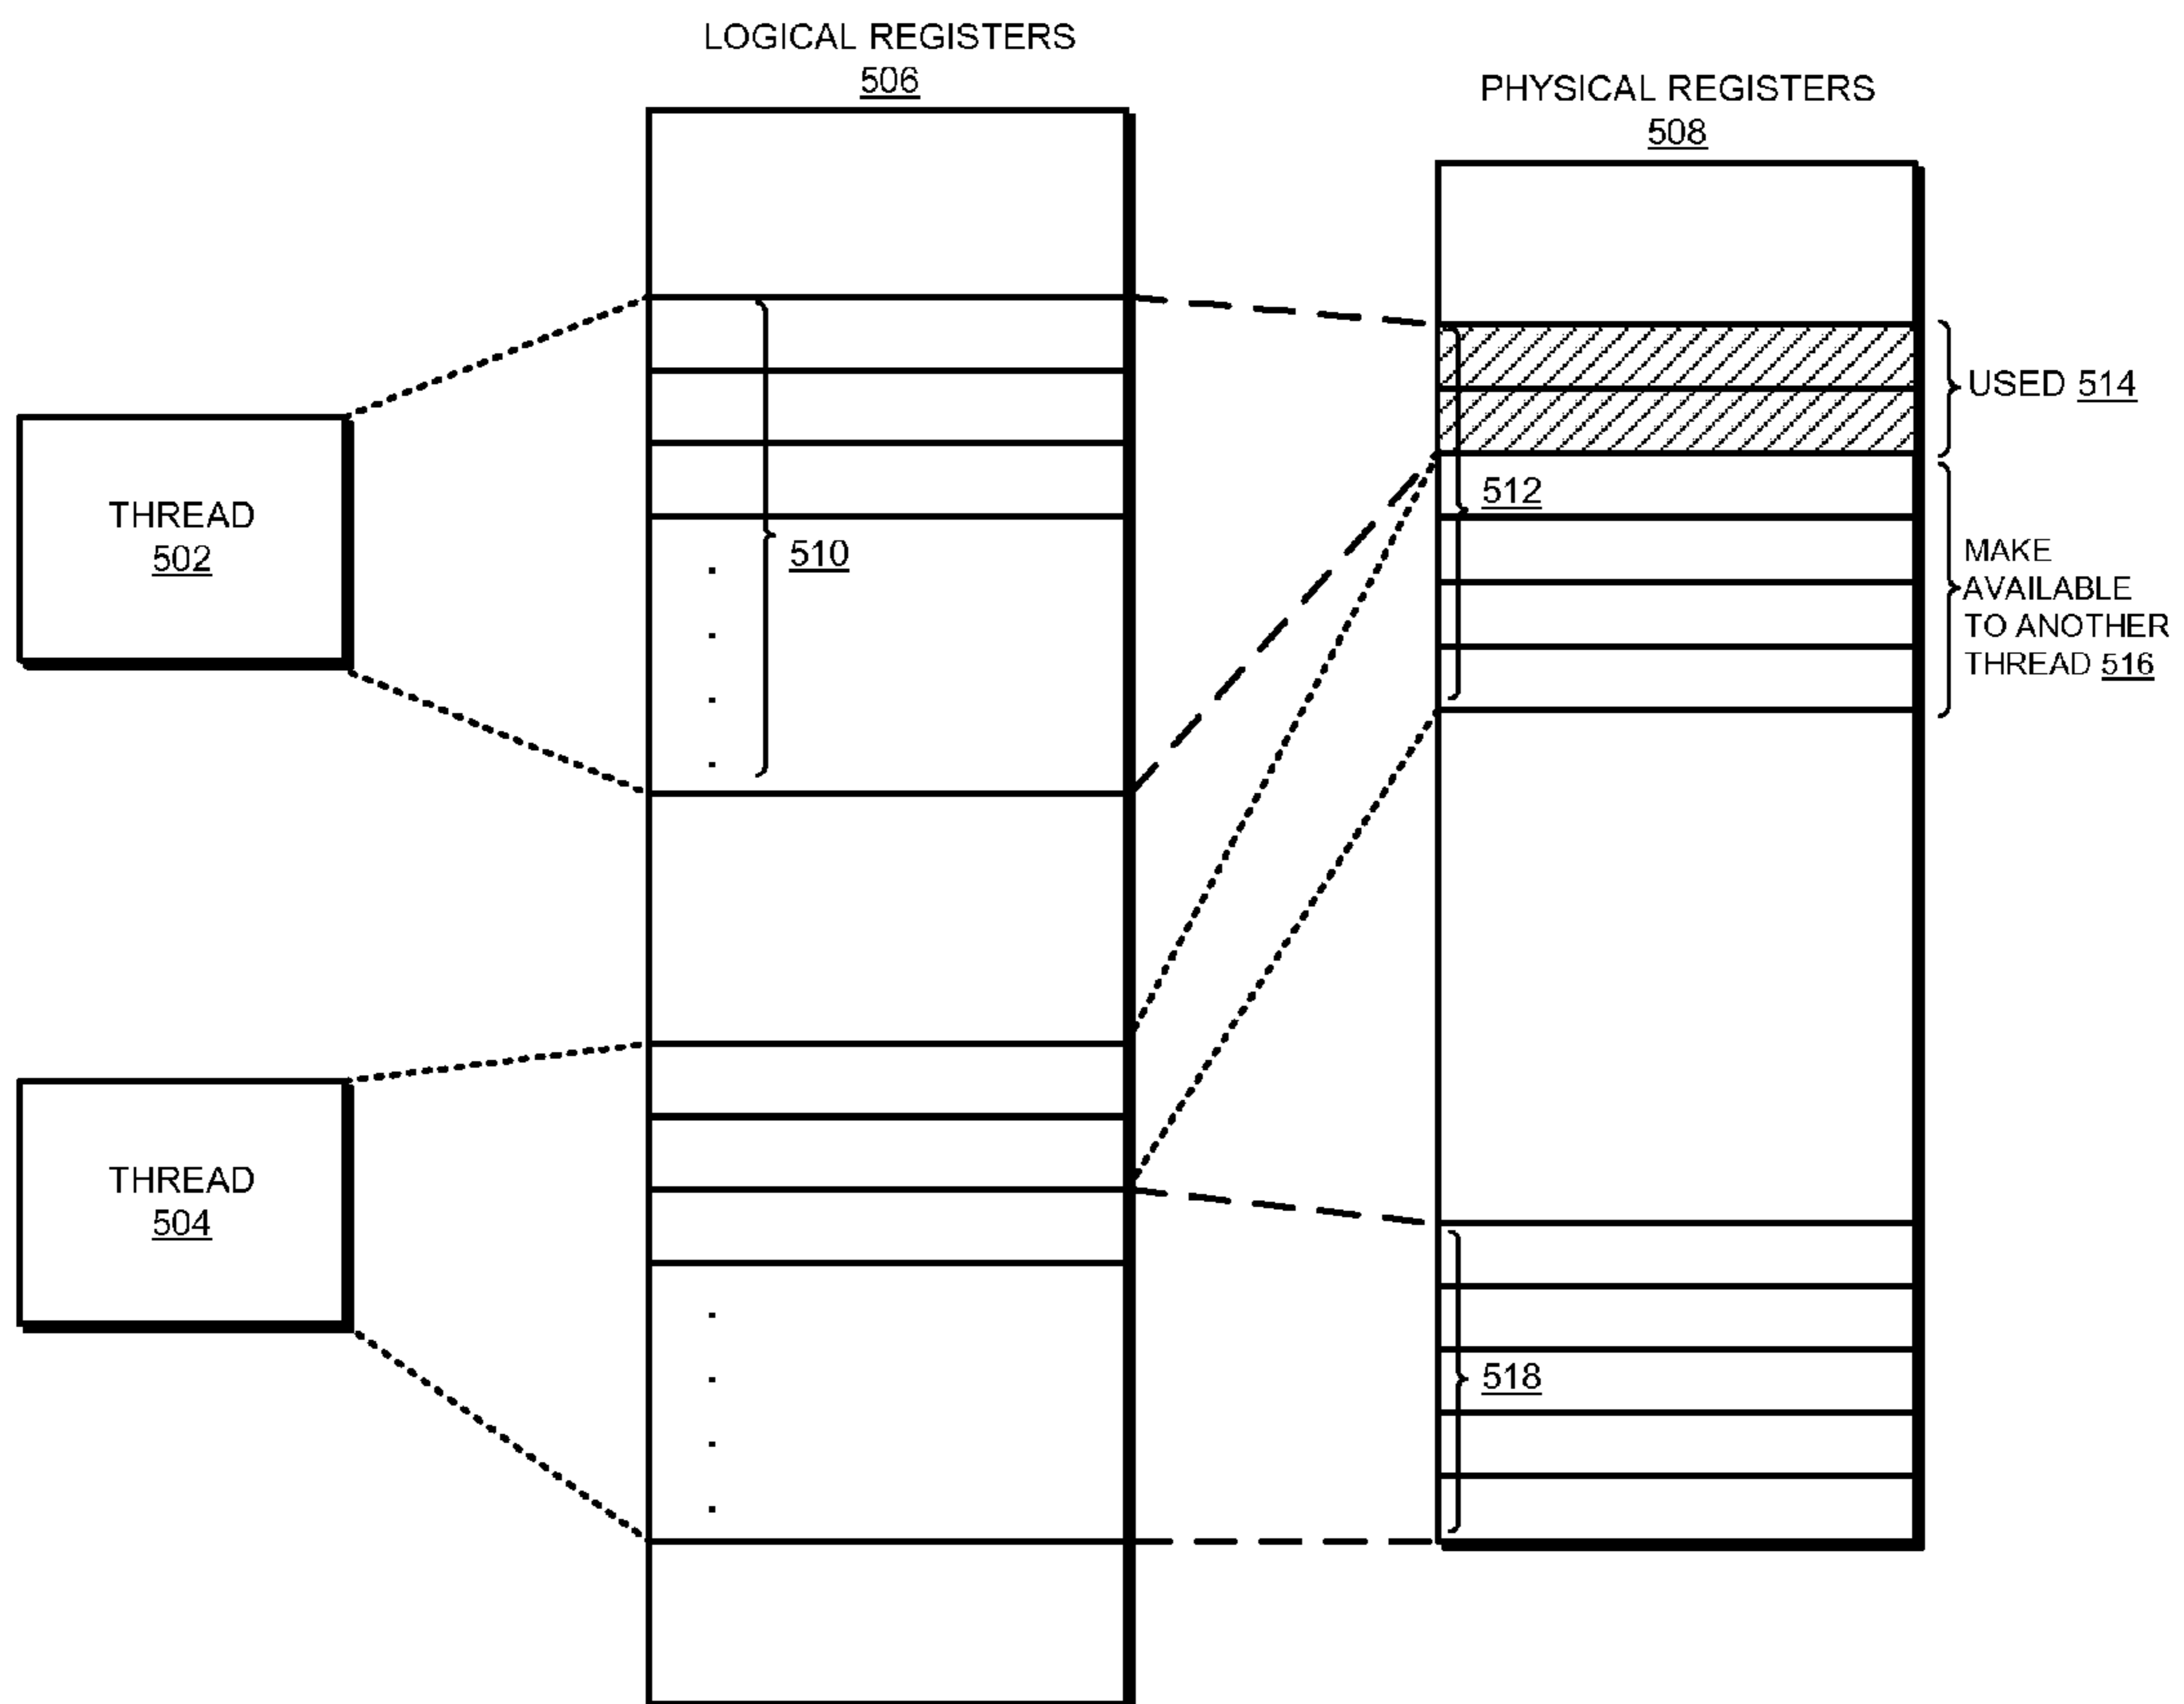 LOGICAL REGISTERS
506
PHYSICAL REGISTERS
508
USED 514
THREAD
502
510
512
MAKE
AVAILABLE
TO ANOTHER
THREAD 516
THREAD
504
518